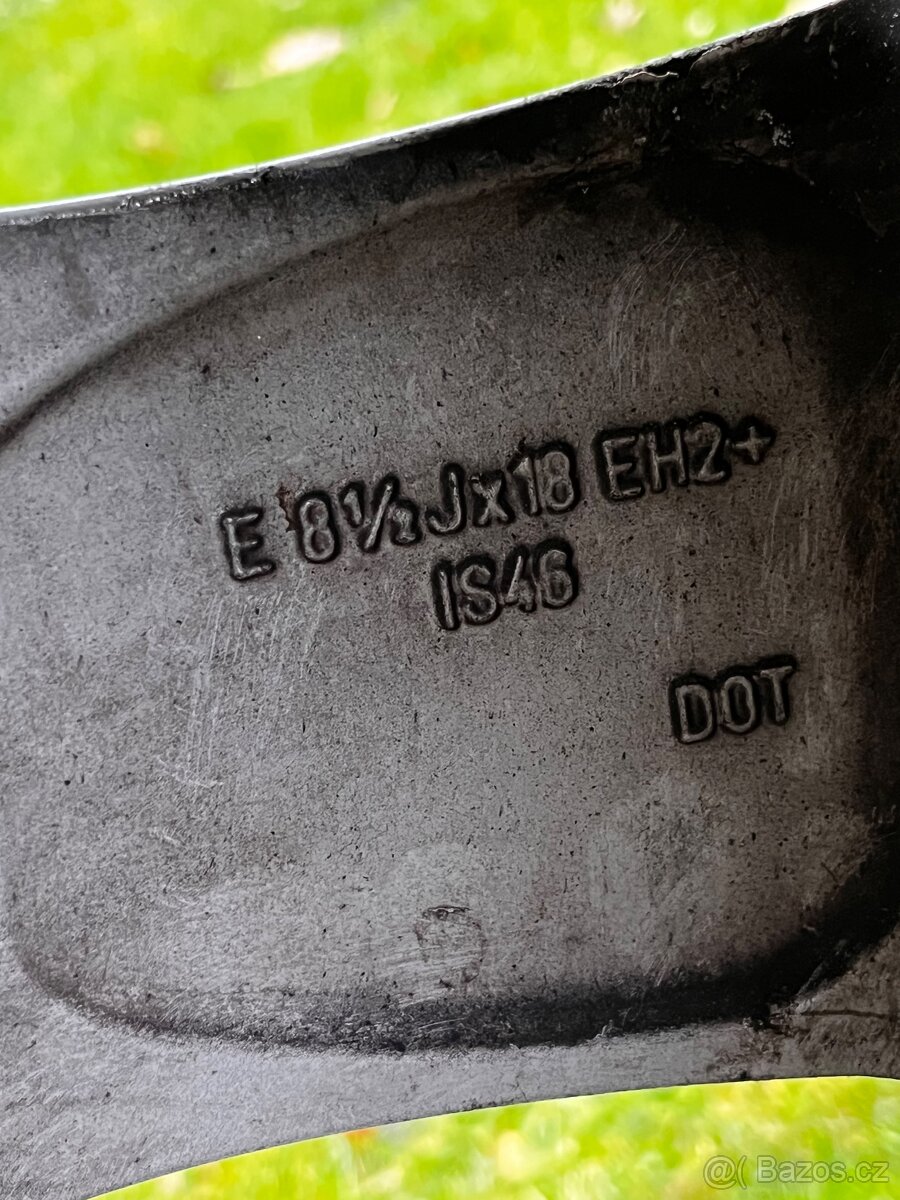 E 8½Jx18 EH2+
IS46
DOT
@( Bazos.cz